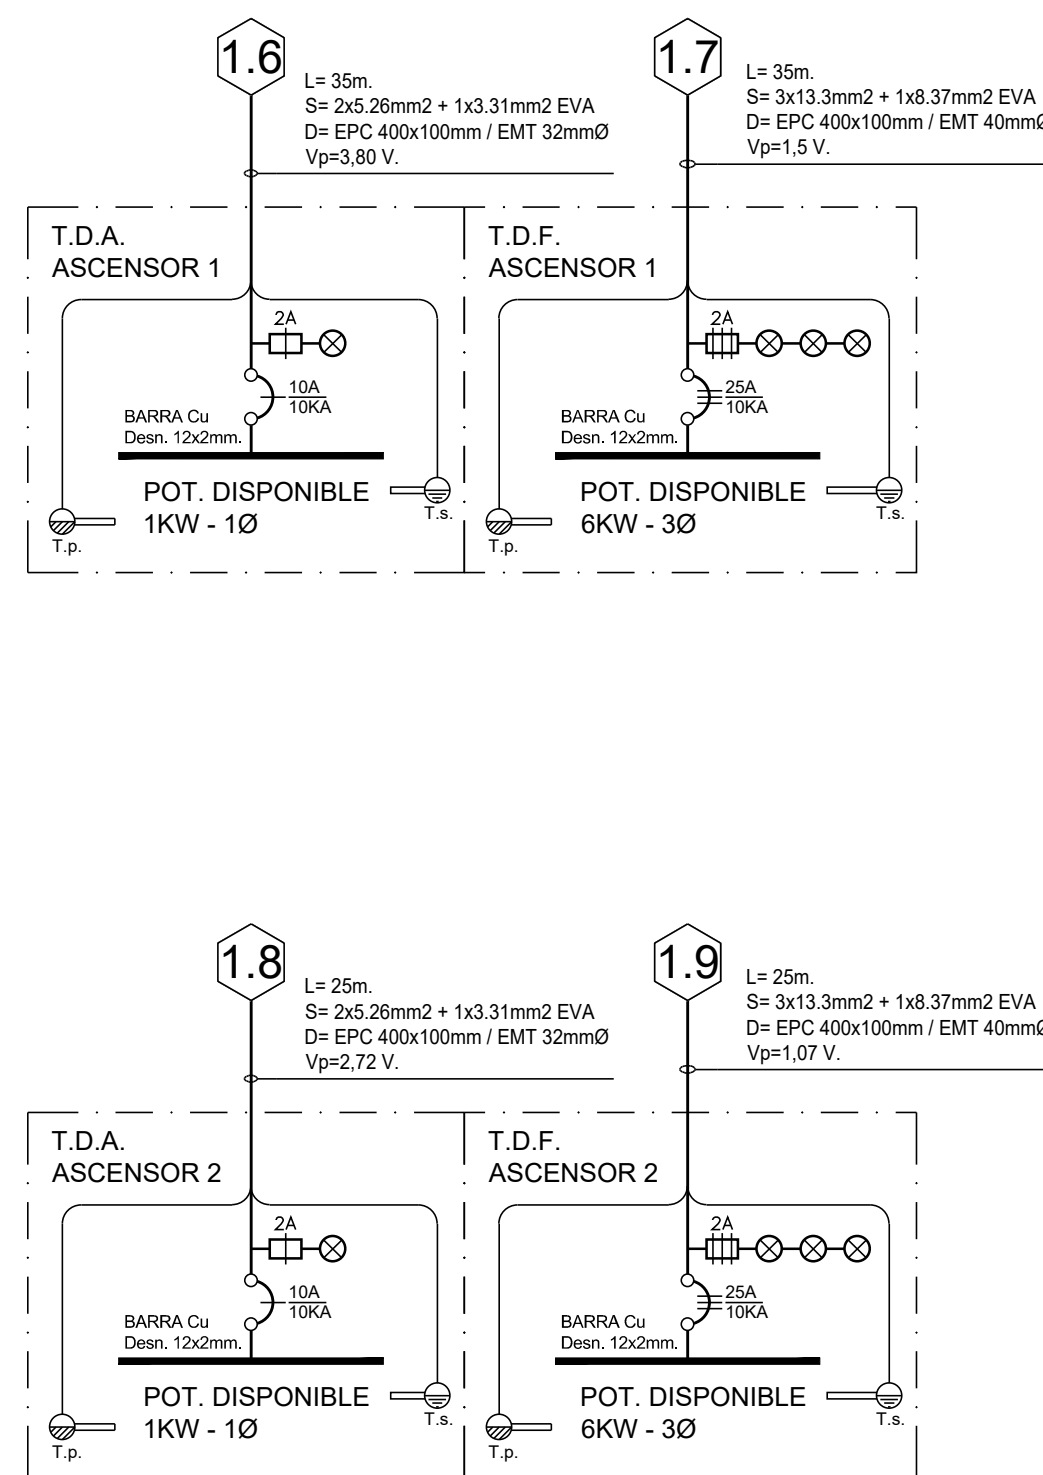 1.6
L= 35m.
S= 2x5.26mm2 + 1x3.31mm2 EVA
D= EPC 400x100mm / EMT 32mmØ
Vp=3,80 V.
T.D.A.
ASCENSOR 1
2A
10A
10KA
BARRA Cu
Desn. 12x2mm.
POT. DISPONIBLE
1KW - 1Ø
T.p.
T.s.
1.7
L= 35m.
S= 3x13.3mm2 + 1x8.37mm2 EVA
D= EPC 400x100mm / EMT 40mmØ
Vp=1,5 V.
T.D.F.
ASCENSOR 1
2A
25A
10KA
BARRA Cu
Desn. 12x2mm.
POT. DISPONIBLE
6KW - 3Ø
T.p.
T.s.
1.8
L= 25m.
S= 2x5.26mm2 + 1x3.31mm2 EVA
D= EPC 400x100mm / EMT 32mmØ
Vp=2,72 V.
T.D.A.
ASCENSOR 2
2A
10A
10KA
BARRA Cu
Desn. 12x2mm.
POT. DISPONIBLE
1KW - 1Ø
T.p.
T.s.
1.9
L= 25m.
S= 3x13.3mm2 + 1x8.37mm2 EVA
D= EPC 400x100mm / EMT 40mmØ
Vp=1,07 V.
T.D.F.
ASCENSOR 2
2A
25A
10KA
BARRA Cu
Desn. 12x2mm.
POT. DISPONIBLE
6KW - 3Ø
T.p.
T.s.